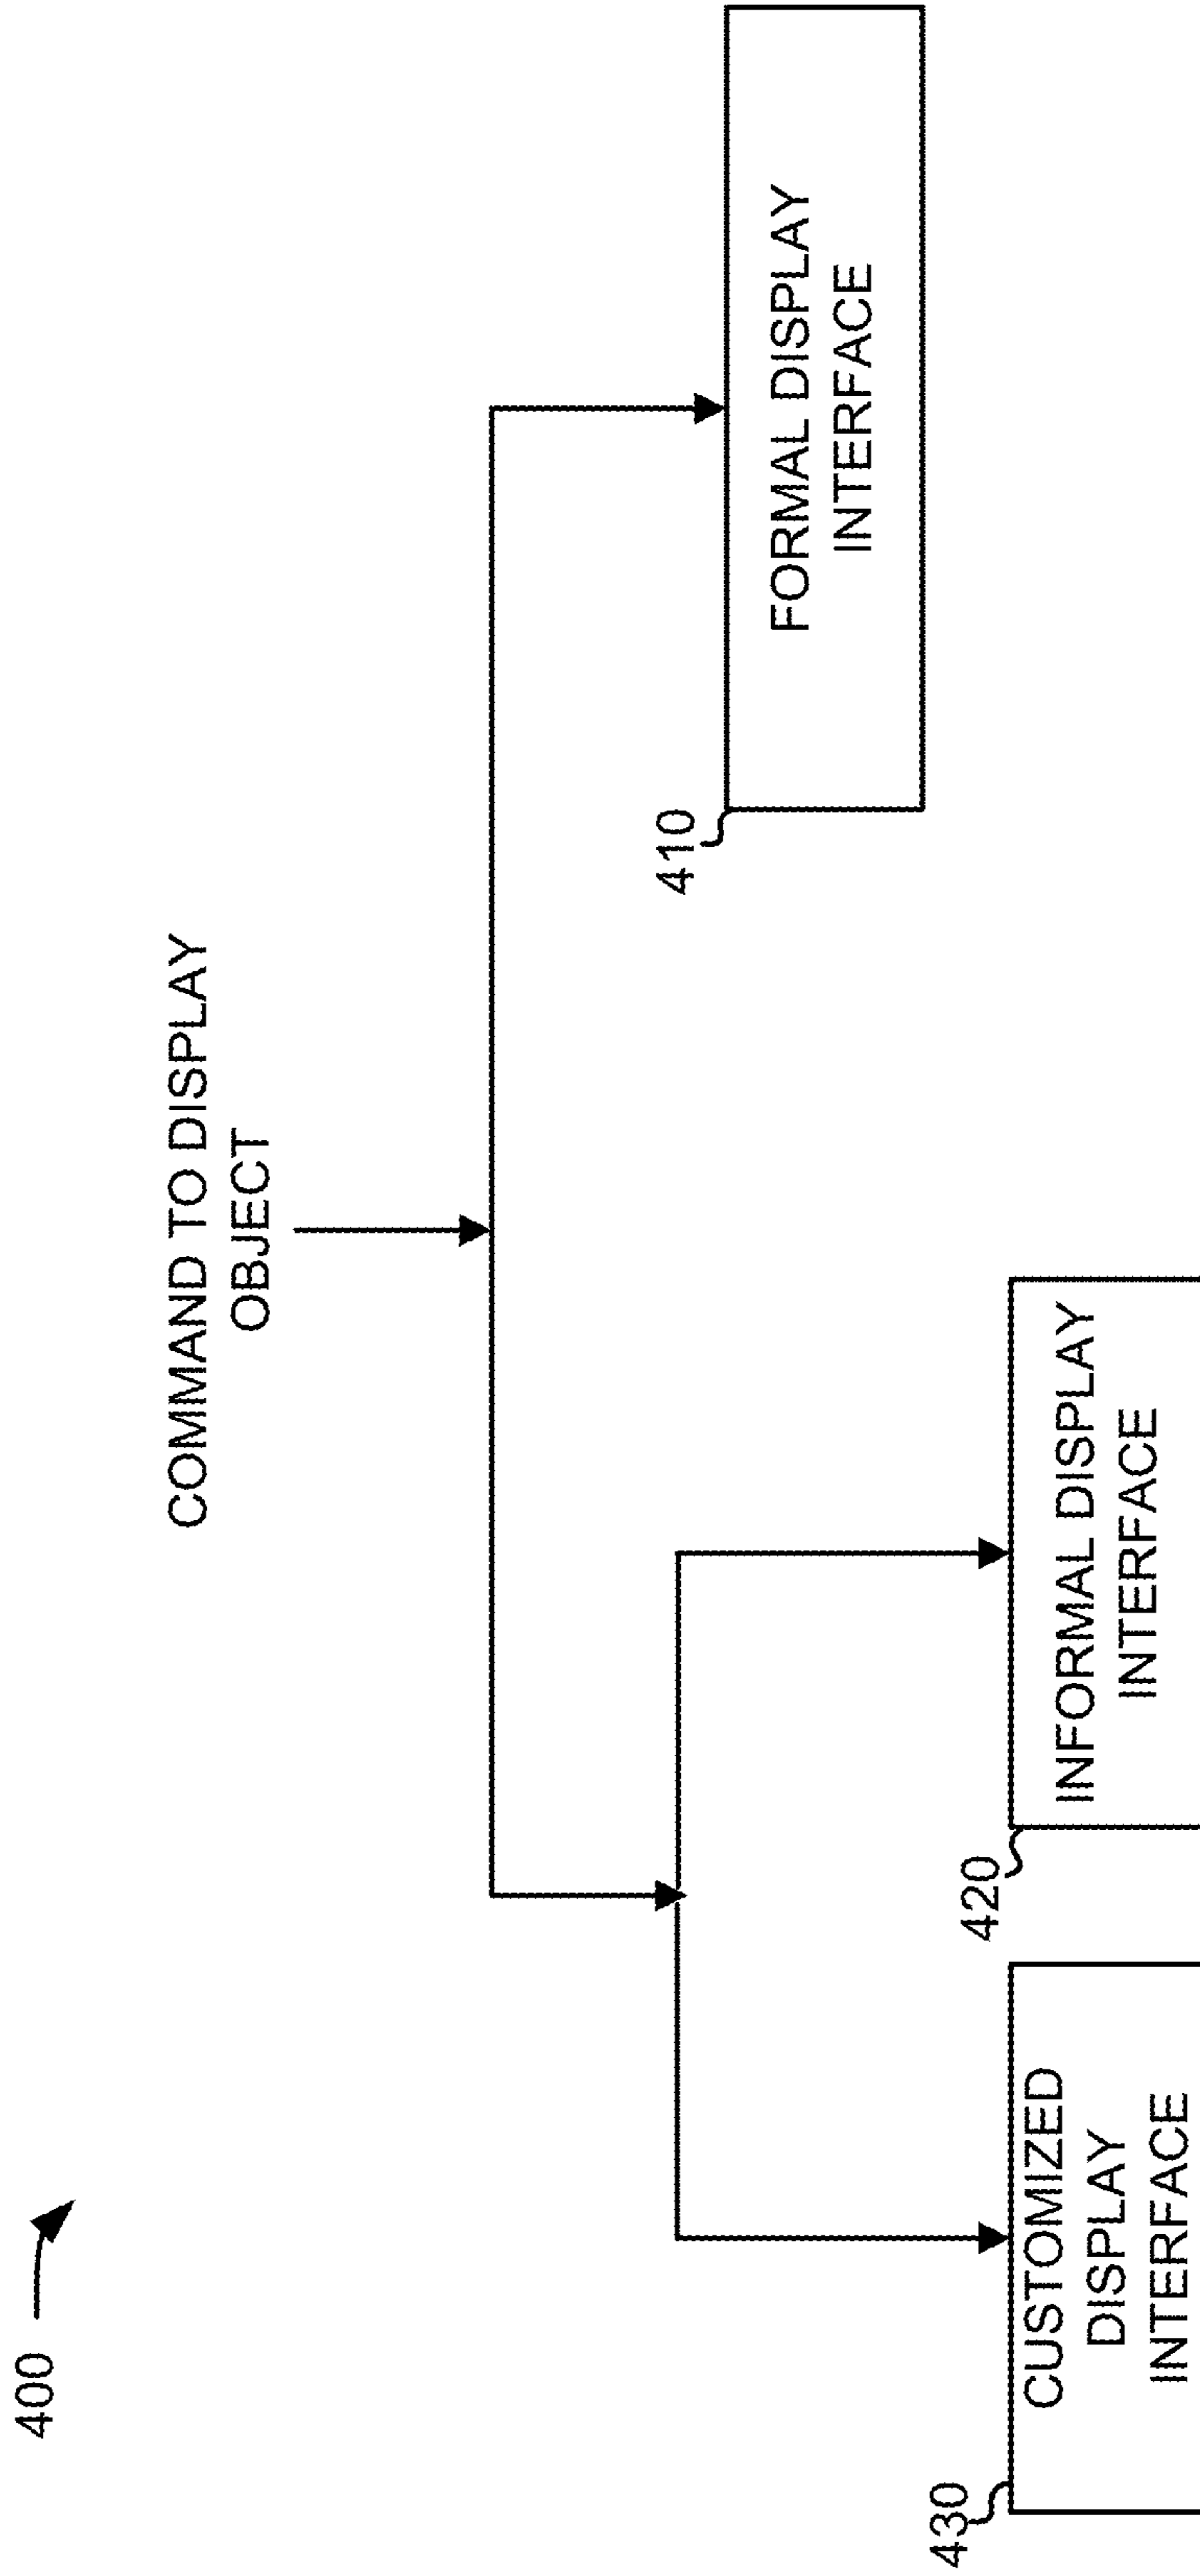 400
COMMAND TO DISPLAY
OBJECT
410
FORMAL DISPLAY
INTERFACE
430
CUSTOMIZED
DISPLAY
INTERFACE
420
INFORMAL DISPLAY
INTERFACE